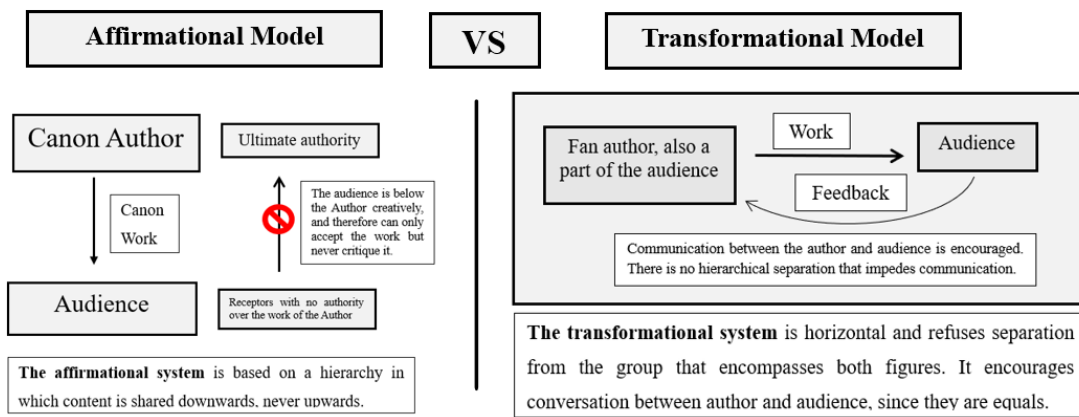 Affirmational Model
VS
Transformational Model
Canon Author
Ultimate authority
Canon
Work
The audience is below
the Author creatively,
and therefore can only
accept the work but
never critique it.
Audience
Receptors with no authority
over the work of the Author
The affirmational system is based on a hierarchy in
which content is shared downwards, never upwards.
Fan author, also a
part of the audience
Work
Feedback
Audience
Communication between the author and audience is encouraged.
There is no hierarchical separation that impedes communication.
The transformational system is horizontal and refuses separation
from the group that encompasses both figures. It encourages
conversation between author and audience, since they are equals.